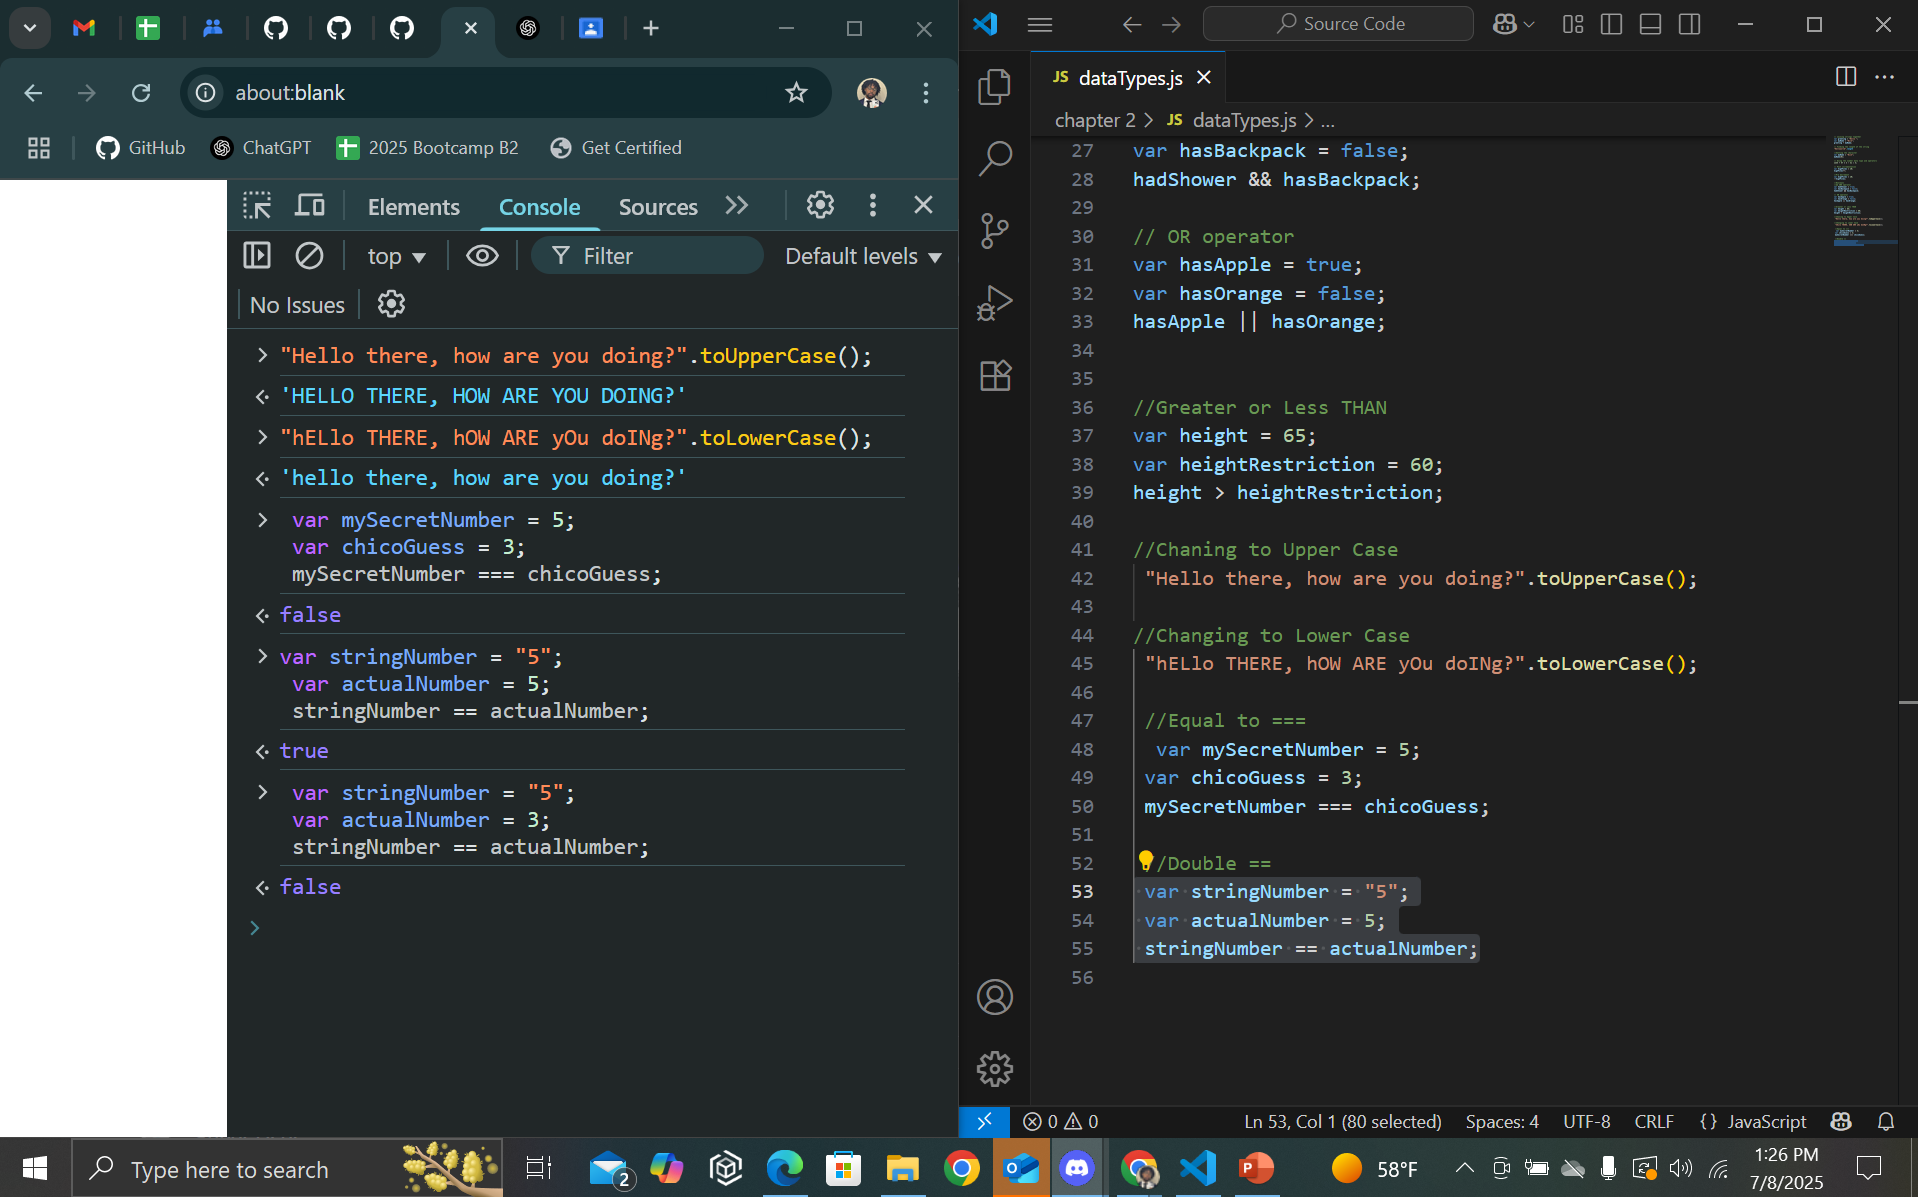 about:blank
GitHub
ChatGPT
2025 Bootcamp B2
Get Certified
Elements
Console
Sources
top
Filter
Default levels
No Issues
"Hello there, how are you doing?".toUpperCase();
'HELLO THERE, HOW ARE YOU DOING?'
"hELlo THERE, hOW ARE yOu doINg?".toLowerCase();
'hello there, how are you doing?'
var mySecretNumber = 5;
var chicoGuess = 3;
mySecretNumber === chicoGuess;
false
var stringNumber = "5";
var actualNumber = 5;
stringNumber == actualNumber;
true
var stringNumber = "5";
var actualNumber = 3;
stringNumber == actualNumber;
false
Source Code
JS dataTypes.js
chapter 2 > JS dataTypes.js > ...
27 var hasBackpack = false;
28 hadShower && hasBackpack;
29
30 // OR operator
31 var hasApple = true;
32 var hasOrange = false;
33 hasApple || hasOrange;
34
35
36 //Greater or Less THAN
37 var height = 65;
38 var heightRestriction = 60;
39 height > heightRestriction;
40
41 //Chaning to Upper Case
42 "Hello there, how are you doing?".toUpperCase();
43
44 //Changing to Lower Case
45 "hELlo THERE, hOW ARE yOu doINg?".toLowerCase();
46
47 //Equal to ===
48 var mySecretNumber = 5;
49 var chicoGuess = 3;
50 mySecretNumber === chicoGuess;
51
52 /Double ==
53 var stringNumber = "5";
54 var actualNumber = 5;
55 stringNumber == actualNumber;
56
0 0
Ln 53, Col 1 (80 selected)
Spaces: 4
UTF-8
CRLF
{} JavaScript
Type here to search
2
58°F
1:26 PM
7/8/2025